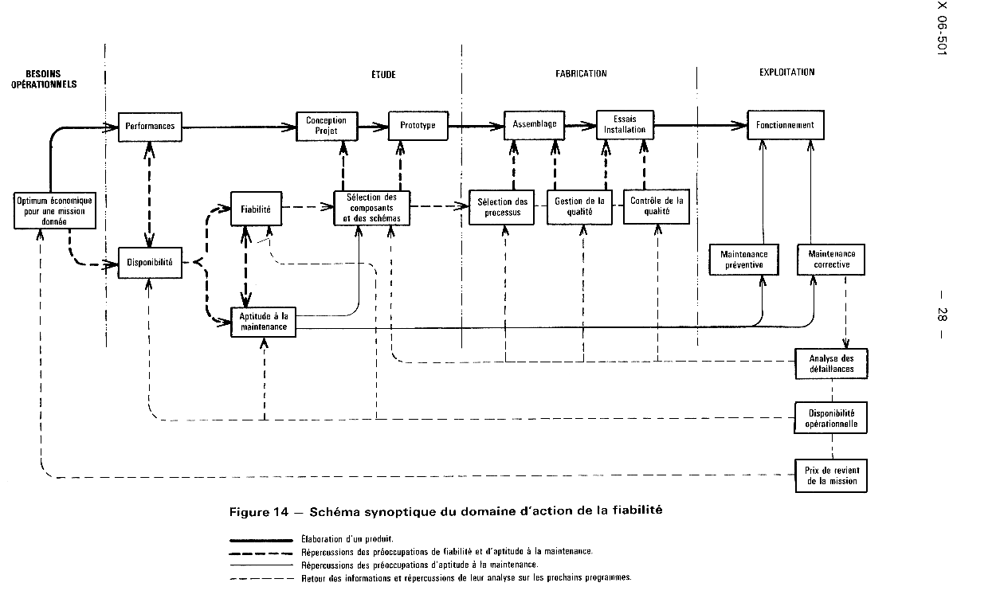 X 06-501
BESOINS
OPÉRATIONNELS
ÉTUDE
FABRICATION
EXPLOITATION
Performances
Conception
Projet
Prototype
Assemblage
Essais
Installation
Fonctionnement
Optimum économique
pour une mission
donnée
Fiabilité
Sélection des
composants
et des schémas
Sélection des
processus
Gestion de la
qualité
Contrôle de la
qualité
Disponibilité
Maintenance
préventive
Maintenance
corrective
Aptitude à la
maintenance
— 28 —
Analyse des
défaillances
Disponibilité
opérationnelle
Prix de revient
de la mission
Figure 14 — Schéma synoptique du domaine d'action de la fiabilité
Élaboration d'un produit.
Répercussions des préoccupations de fiabilité et d'aptitude à la maintenance.
Répercussions des préoccupations d'aptitude à la maintenance.
Retour des informations et répercussions de leur analyse sur les prochains programmes.